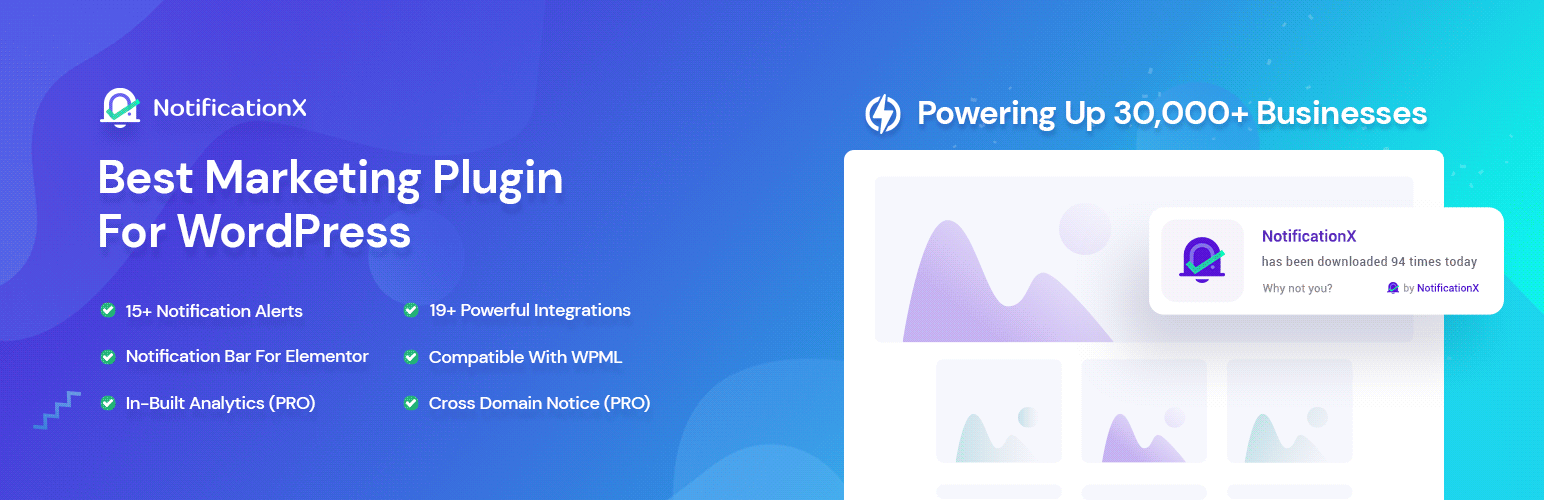 NotificationX
Best Marketing Plugin
For WordPress
15+ Notification Alerts
19+ Powerful Integrations
Notification Bar For Elementor
Compatible With WPML
In-Built Analytics (PRO)
Cross Domain Notice (PRO)
Powering Up 30,000+ Businesses
NotificationX
has been downloaded 94 times today
Why not you?
by NotificationX